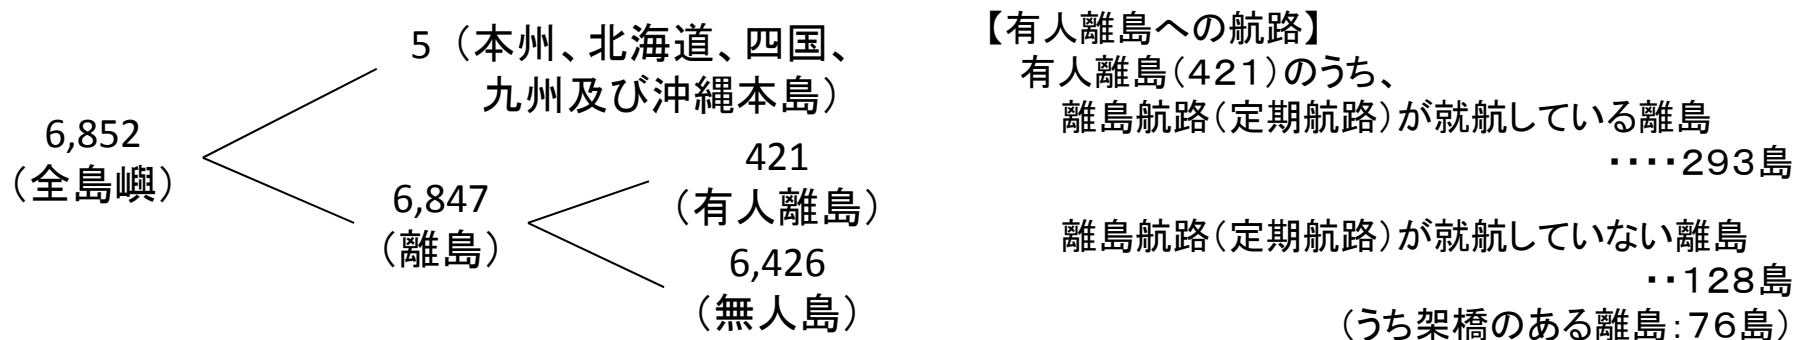 6,852
（全島嶼）
5（本州、北海道、四国、
九州及び沖縄本島）
6,847
（離島）
421
（有人離島）
6,426
（無人島）
【有人離島への航路】
有人離島（４２１）のうち、
離島航路（定期航路）が就航している離島
････２９３島
離島航路（定期航路）が就航していない離島
･･１２８島
（うち架橋のある離島：７６島）